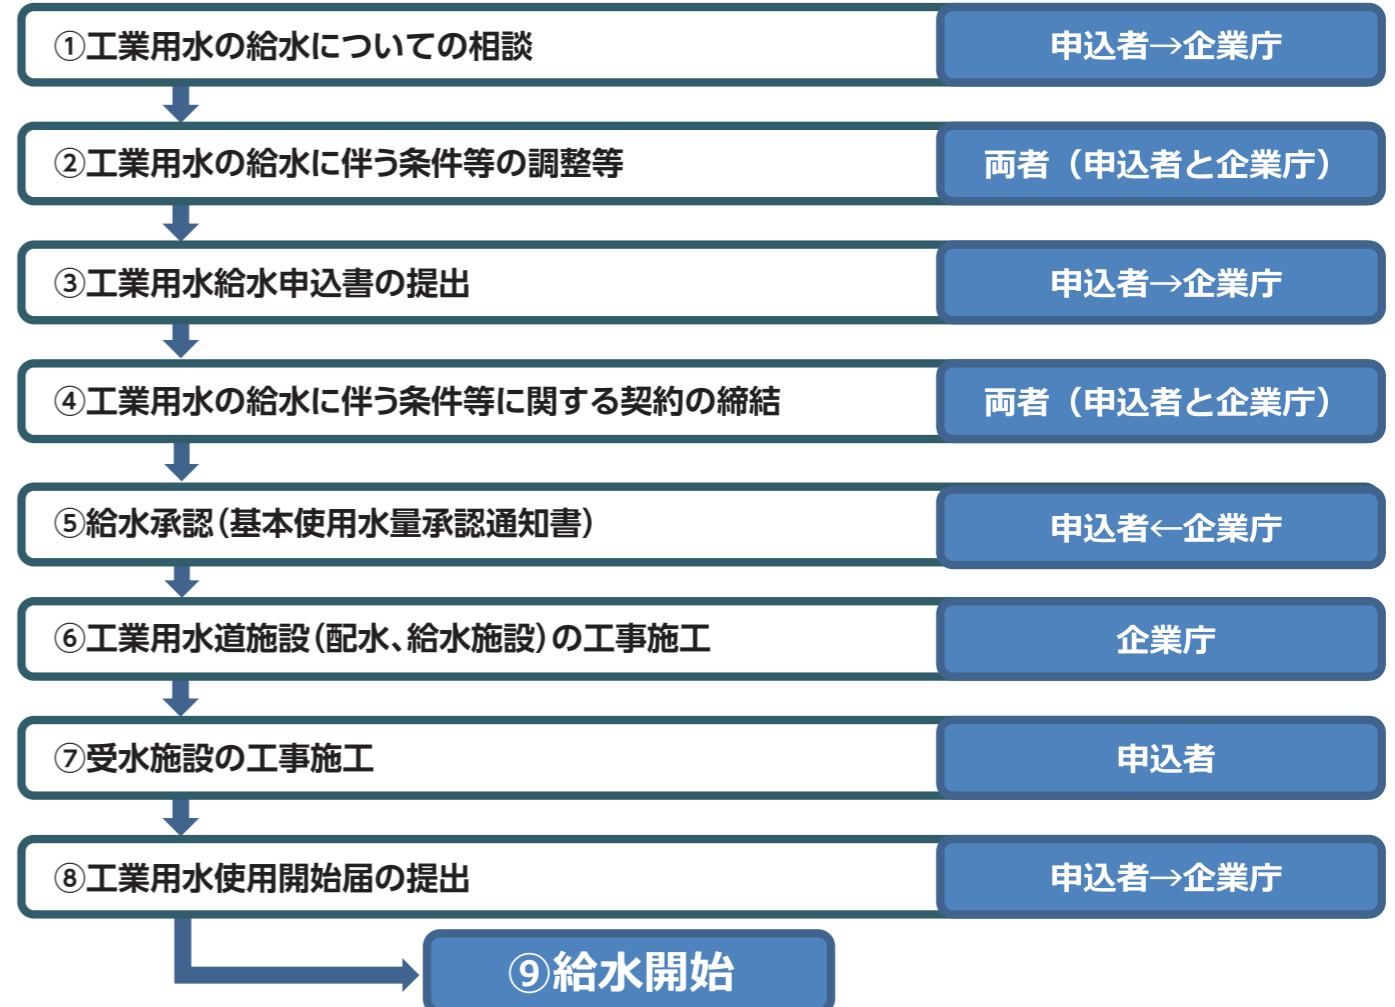 ①工業用水の給水についての相談 申込者→企業庁
②工業用水の給水に伴う条件等の調整等 両者（申込者と企業庁）
③工業用水給水申込書の提出 申込者→企業庁
④工業用水の給水に伴う条件等に関する契約の締結 両者（申込者と企業庁）
⑤給水承認（基本使用水量承認通知書） 申込者←企業庁
⑥工業用水道施設（配水、給水施設）の工事施工 企業庁
⑦受水施設の工事施工 申込者
⑧工業用水使用開始届の提出 申込者→企業庁
⑨給水開始